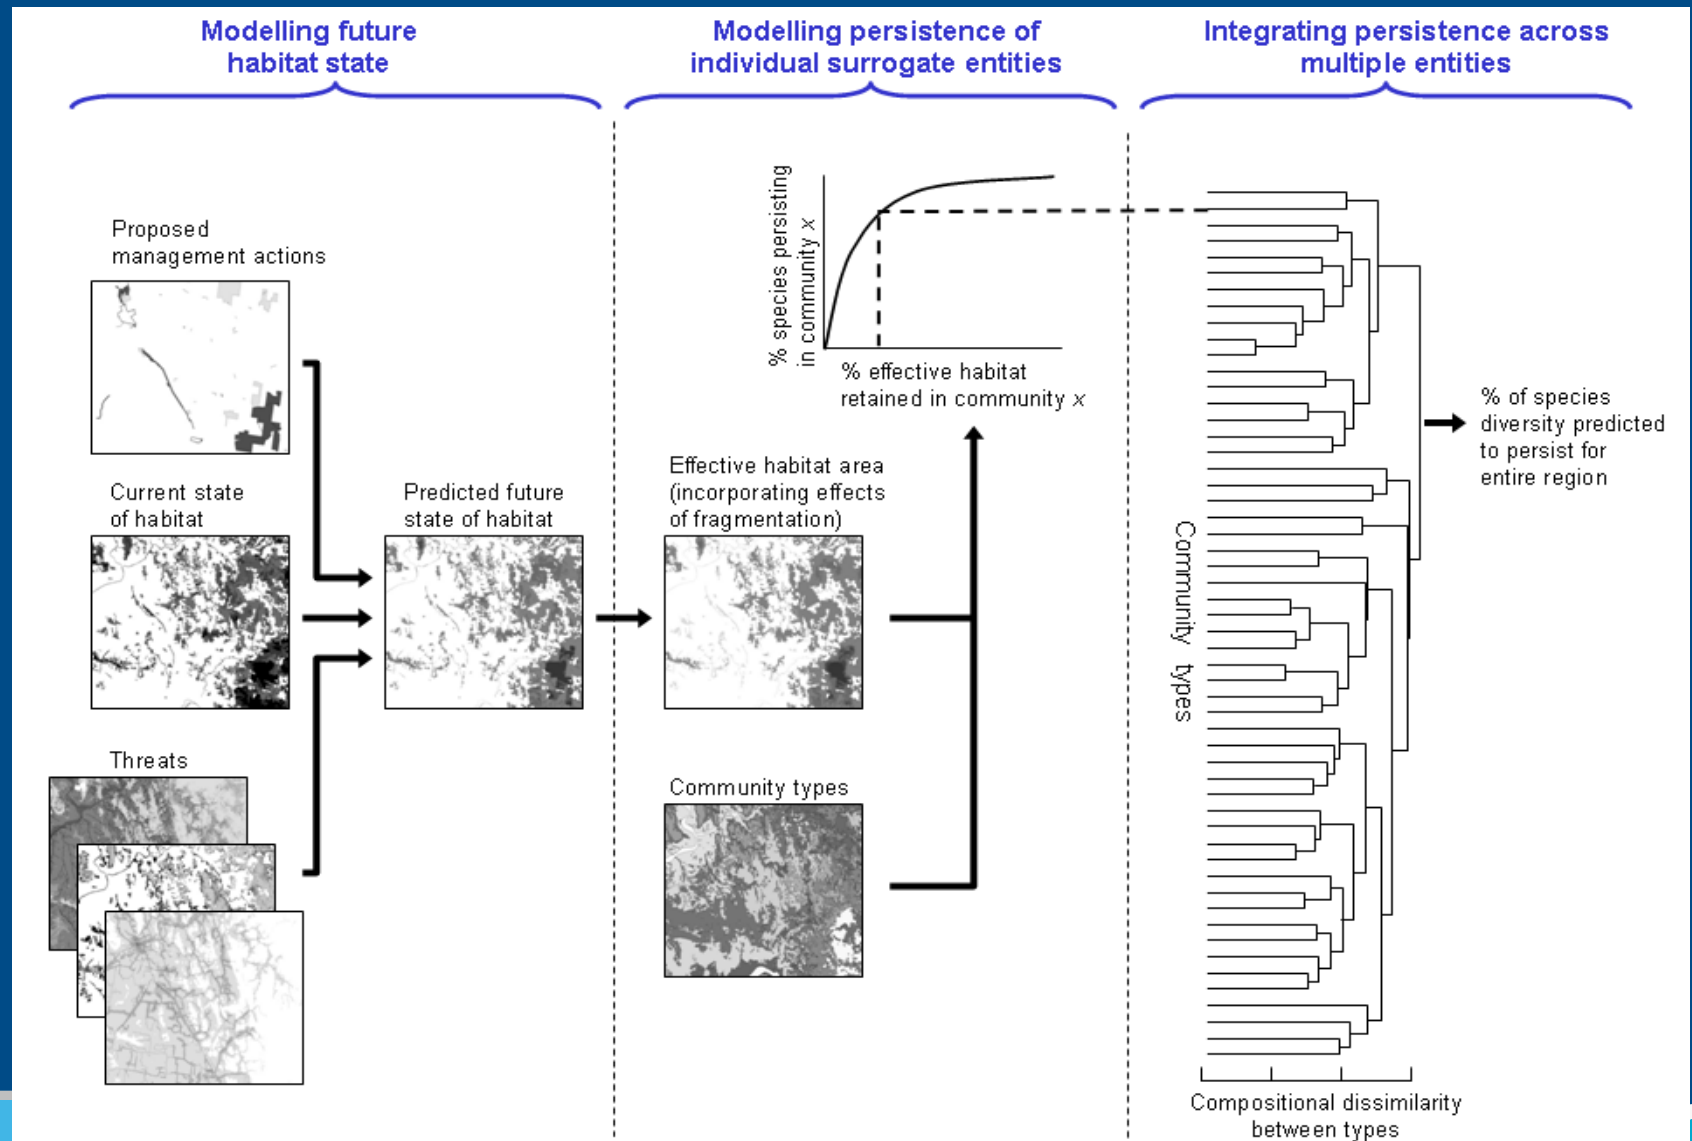 Modelling future
habitat state
Modelling persistence of
individual surrogate entities
Integrating persistence across
multiple entities
Proposed
management actions
Current state
of habitat
Threats
Predicted future
state of habitat
% species persisting
in community x
% effective habitat
retained in community x
Effective habitat area
(incorporating effects
of fragmentation)
Community types
Community types
% of species
diversity predicted
to persist for
entire region
Compositional dissimilarity
between types